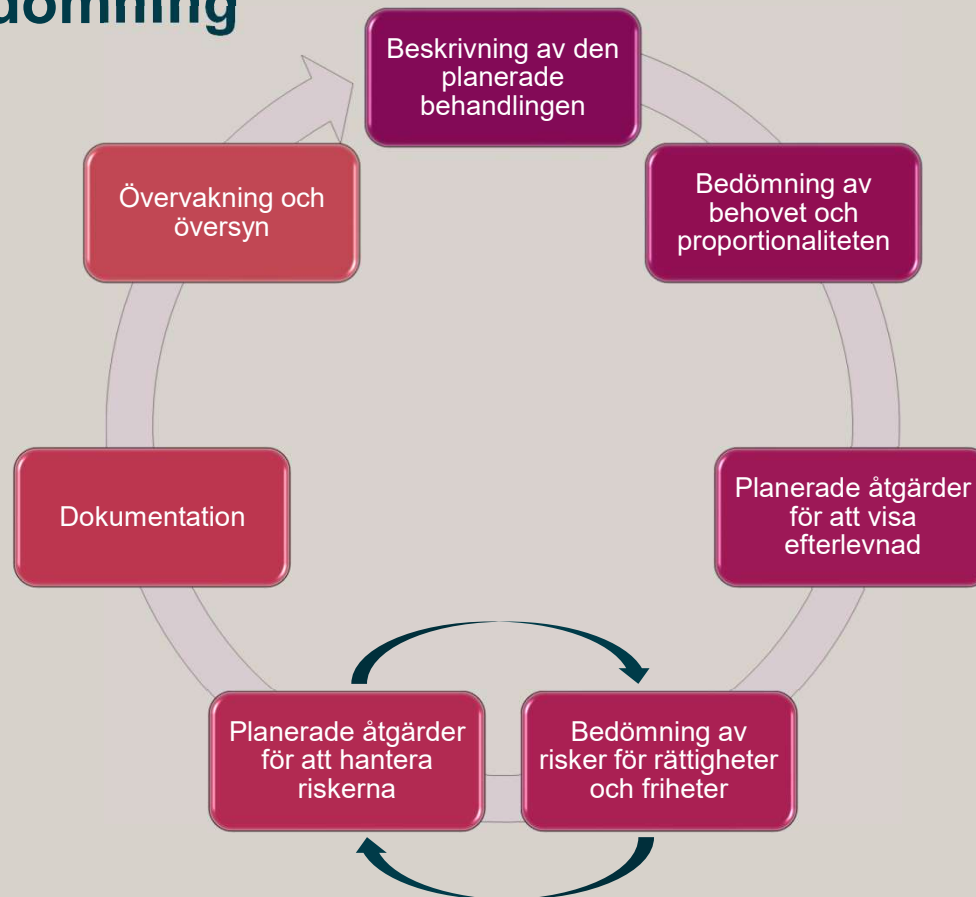 Beskrivning av den
planerade
behandlingen
Bedömning av
behovet och
proportionaliteten
Planerade åtgärder
för att visa
efterlevnad
Bedömning av
risker för rättigheter
och friheter
Planerade åtgärder
för att hantera
riskerna
Dokumentation
Övervakning och
översyn